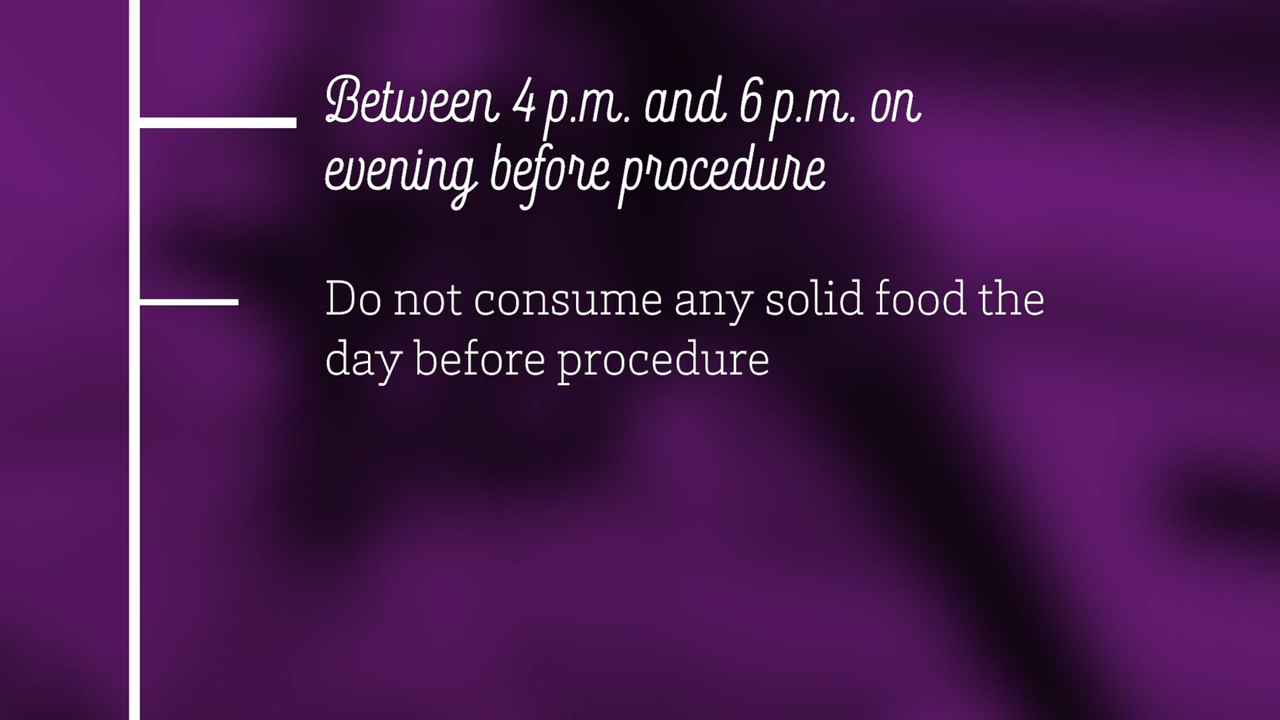 Between 4 p.m. and 6 p.m. on
evening before procedure
Do not consume any solid food the
day before procedure